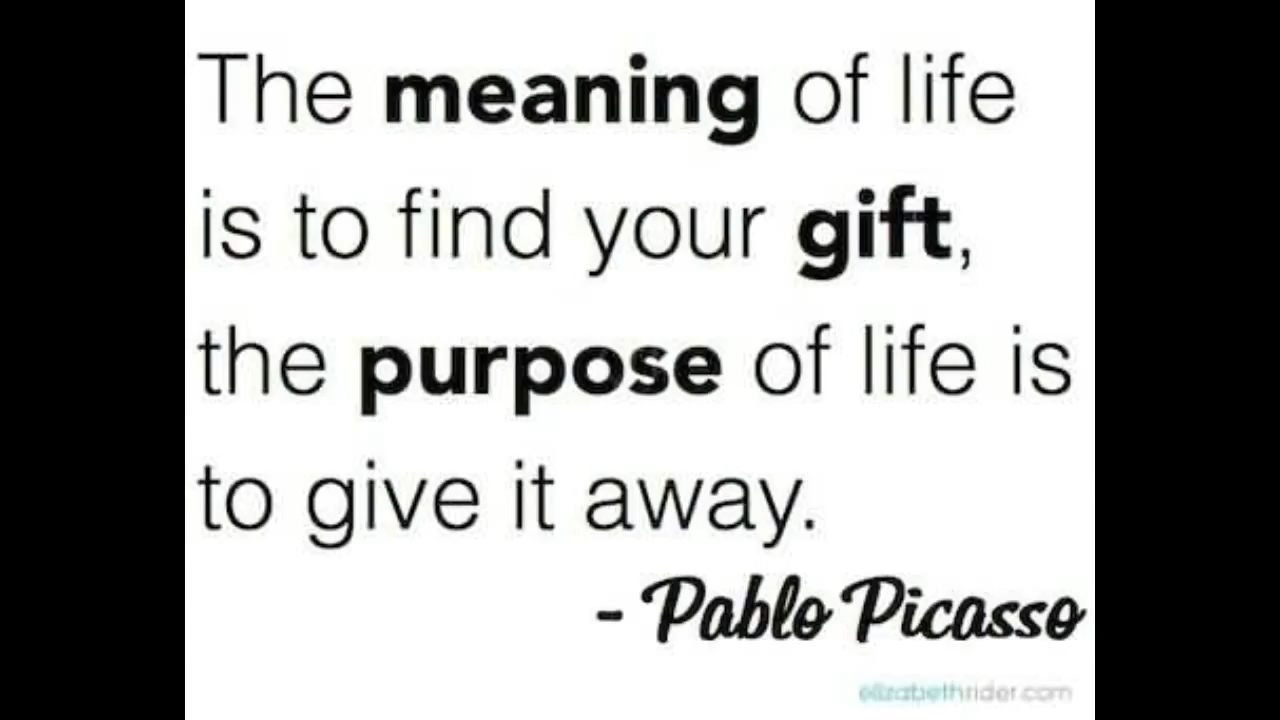 The meaning of life
is to find your gift,
the purpose of life is
to give it away.
- Pablo Picasso
elizabethrider.com